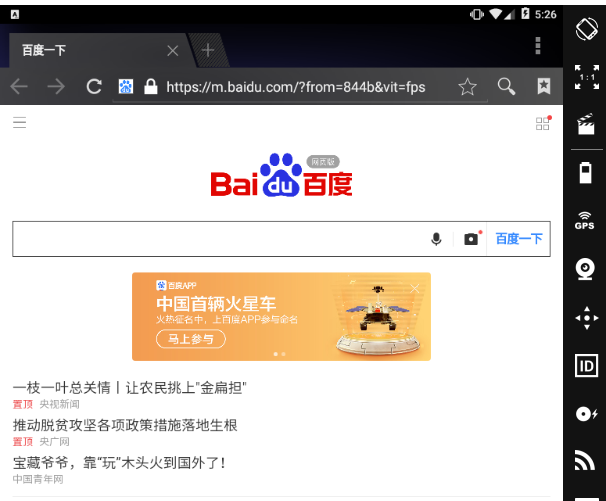 A
5:26
百度一下
https://m.baidu.com/?from=844b&vit=fps
网页版
Bai du 百度
百度一下
百度APP
中国首辆火星车
火热征名中,上百度APP参与命名
马上参与
一枝一叶总关情丨让农民挑上"金扁担"
置顶 央视新闻
推动脱贫攻坚各项政策措施落地生根
置顶 央广网
宝藏爷爷，靠“玩”木头火到国外了!
中国青年网
1:1
GPS
ID